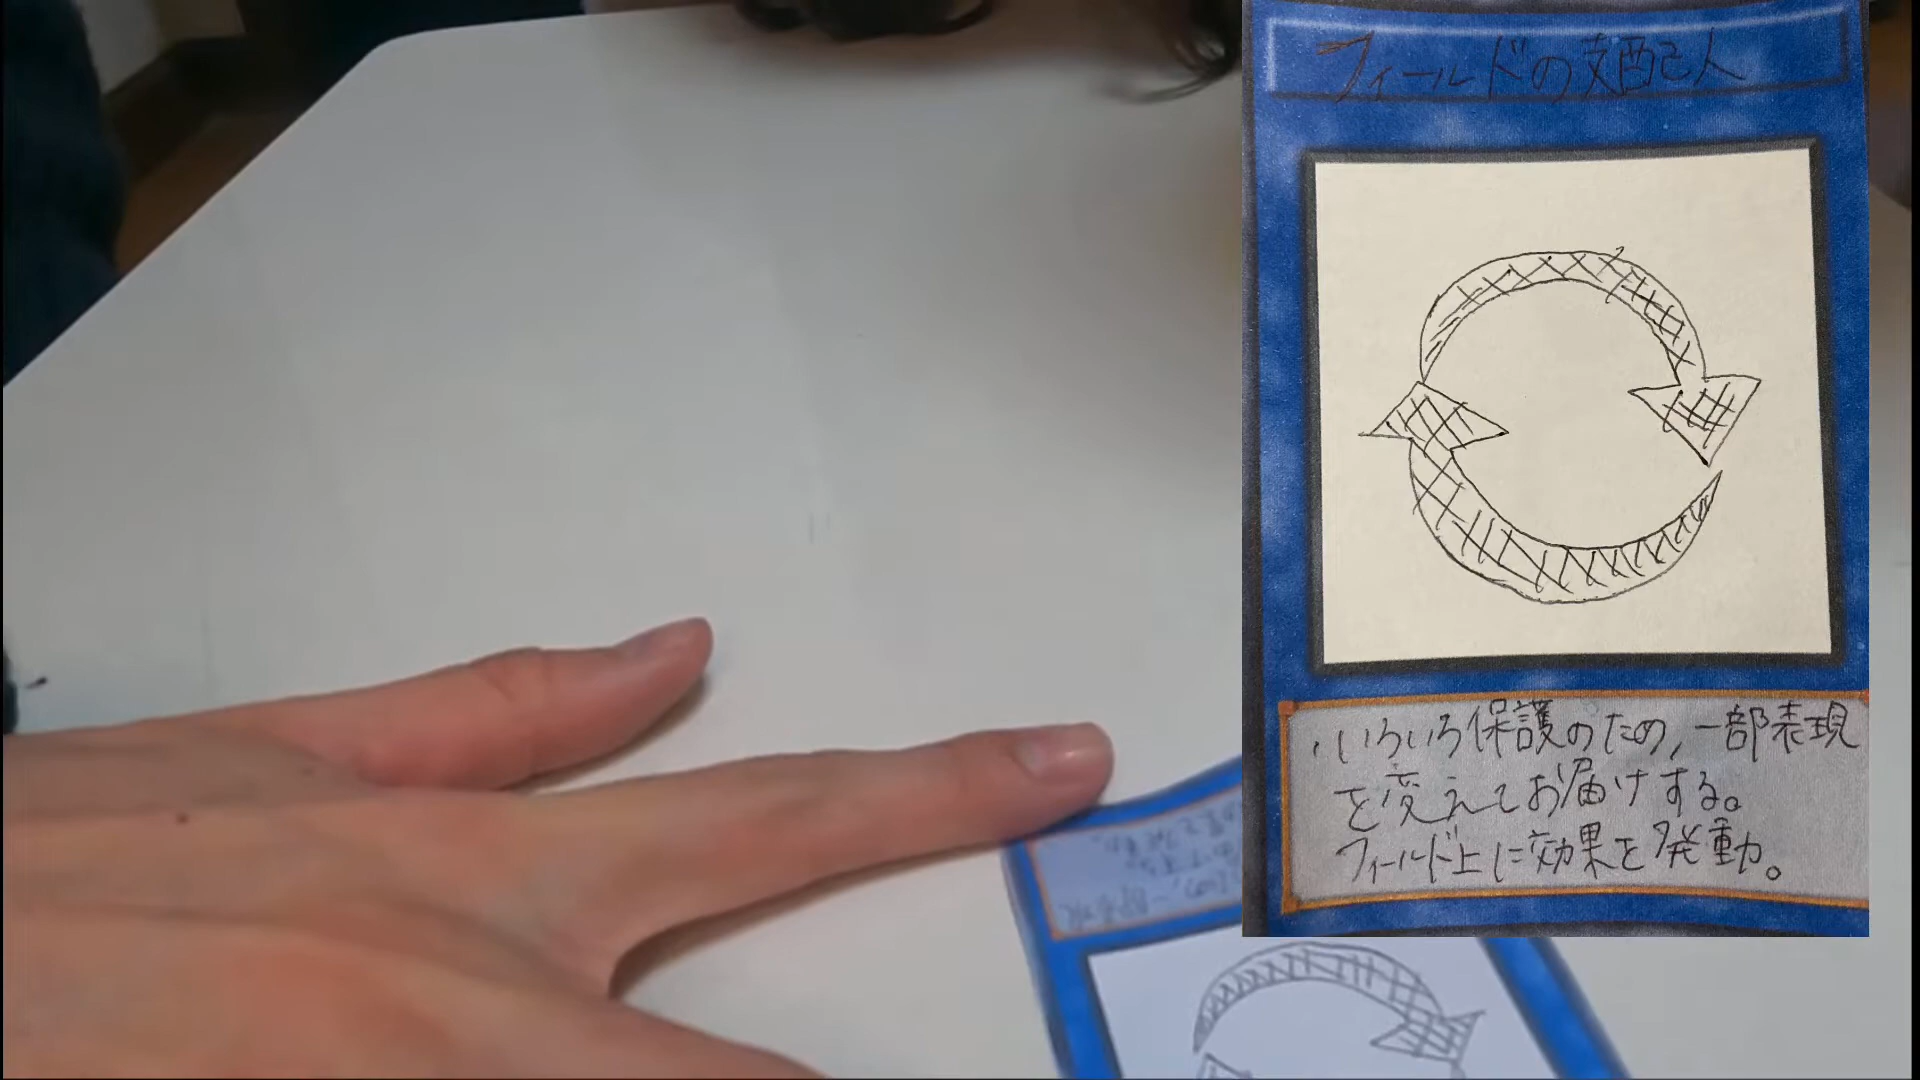 フィールドの支配人
いろいろ保護のため,一部表現
を変えてお届けする。
フィールド上に効果を発動。